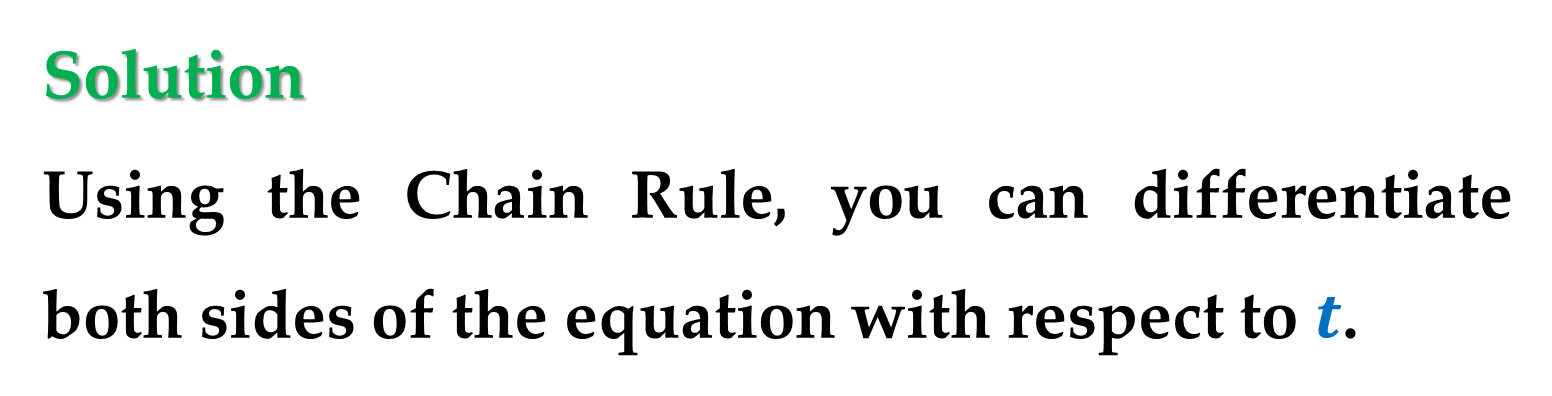 Solution
Using the Chain Rule, you can differentiate
both sides of the equation with respect to t.